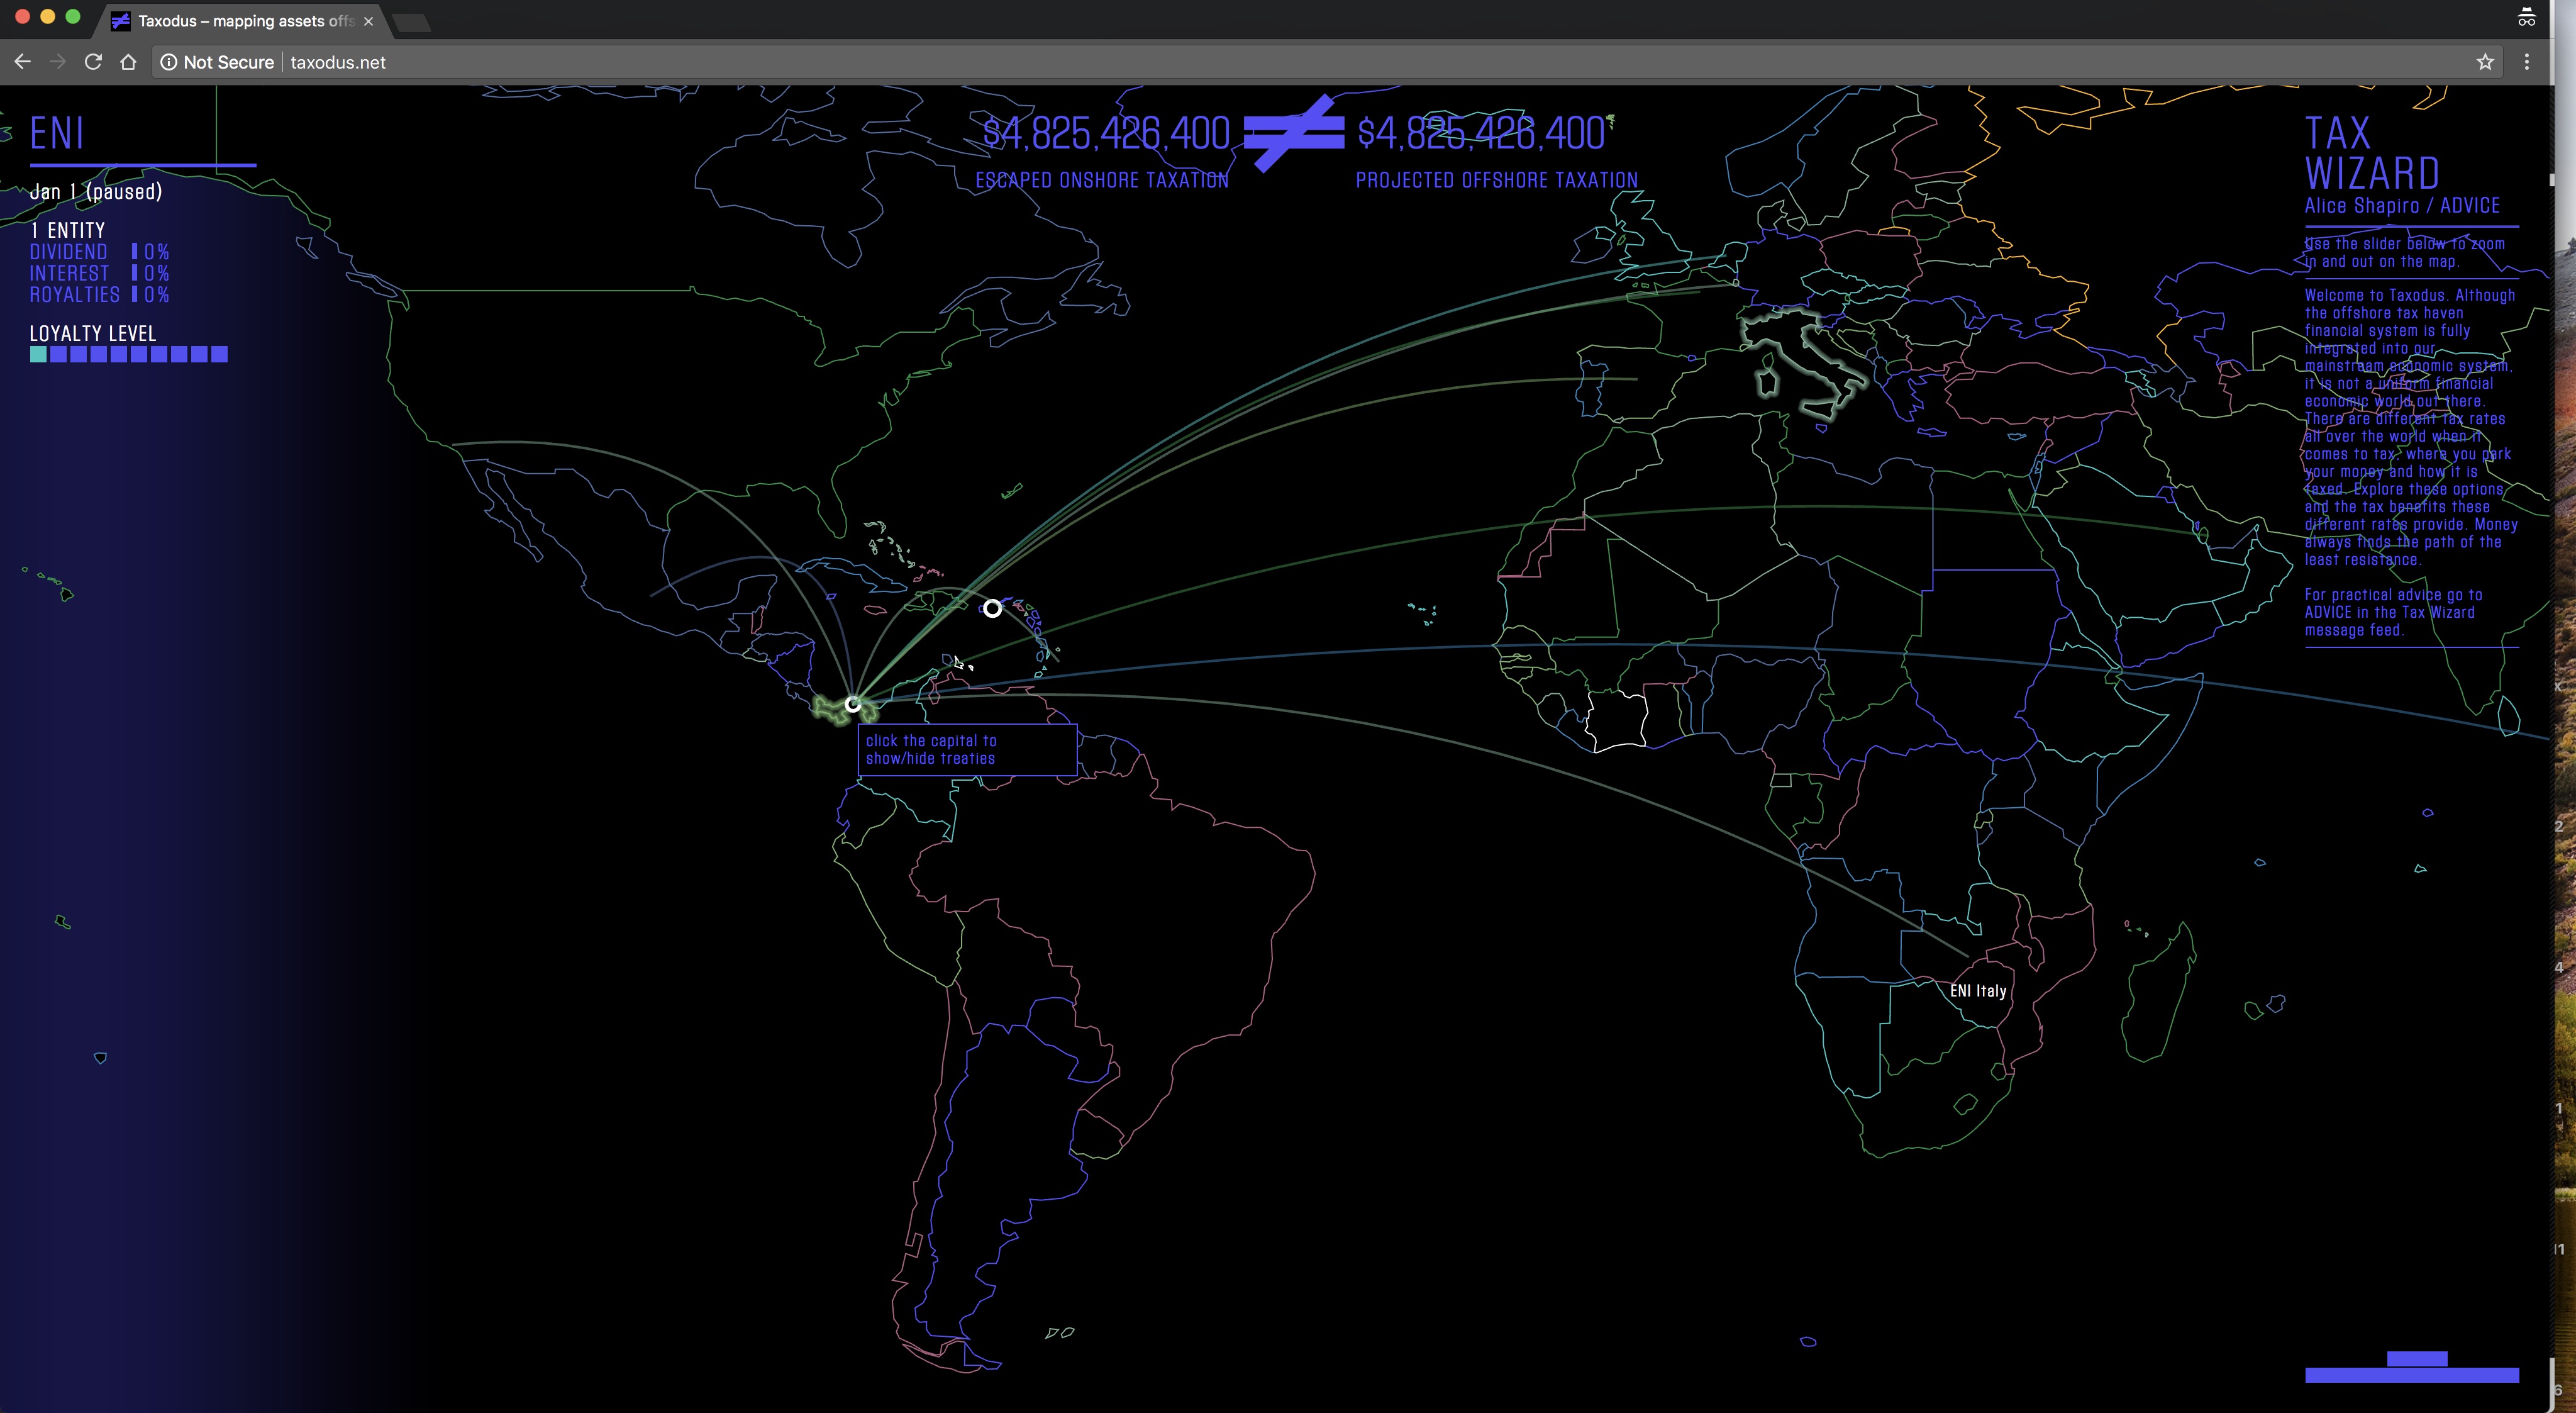 Taxodus – mapping assets offs
Not Secure
taxodus.net
ENI
Jan 1 (paused)
1 ENTITY
DIVIDEND 0%
INTEREST 0%
ROYALTIES 0%
LOYALTY LEVEL
$4,825,426,400
ESCAPED ONSHORE TAXATION
$4,825,426,400
PROJECTED OFFSHORE TAXATION
TAX
WIZARD
Alice Shapiro / ADVICE
Use the slider below to zoom
in and out on the map.
Welcome to Taxodus. Although
the offshore tax haven
financial system is fully
integrated into our
mainstream economic system,
it is not a uniform financial
economic world out there.
There are different tax rates
all over the world when it
comes to tax, where you park
your money and how it is
taxed. Explore these options
and the tax benefits these
different rates provide. Money
always finds the path of the
least resistance.
For practical advice go to
ADVICE in the Tax Wizard
message feed.
click the capital to
show/hide treaties
ENI Italy
2
4
1
11
6